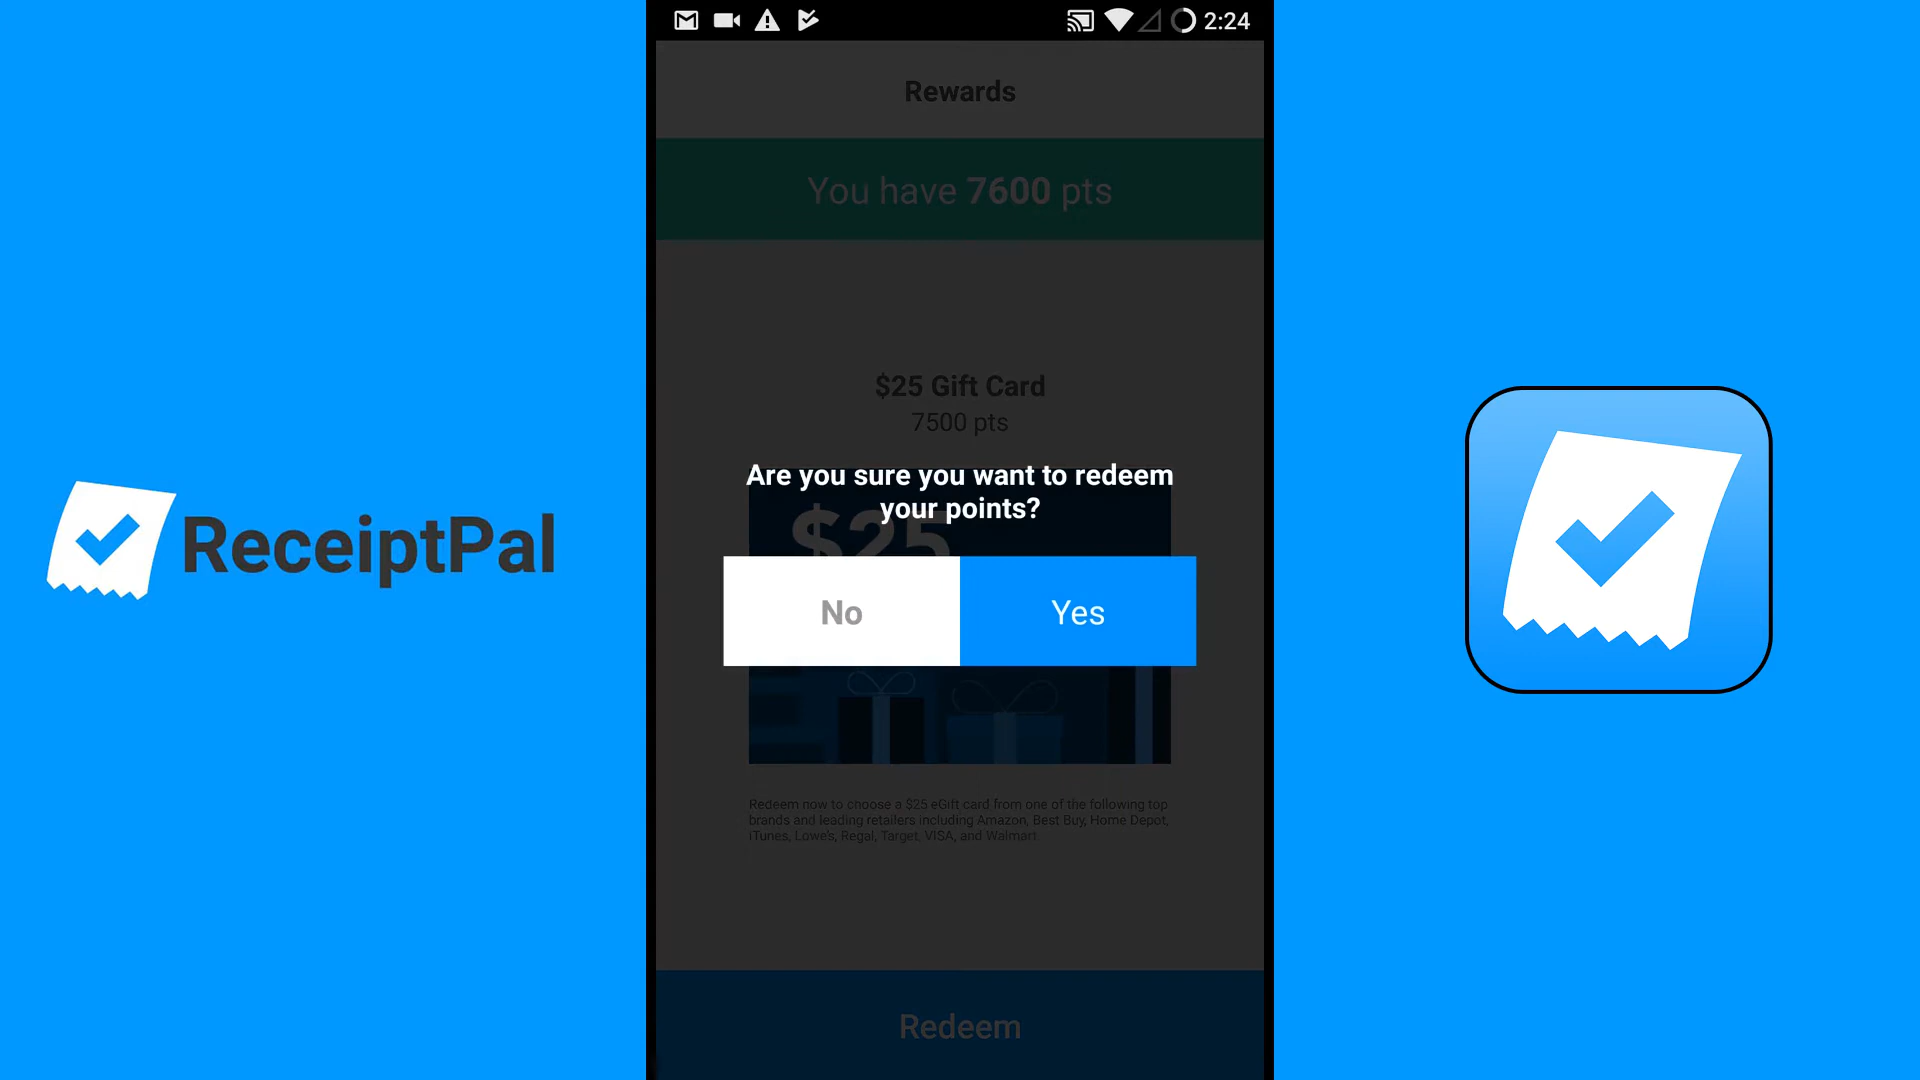 2:24
Rewards
You have 7600 pts
$25 Gift Card
7500 pts
Are you sure you want to redeem
your points?
$25
No
Yes
Redeem now to choose a $25 eGift card from one of the following top
brands and leading retailers including Amazon, Best Buy, Home Depot,
iTunes, Lowe's, Regal, Target, VISA, and Walmart.
Redeem
ReceiptPal